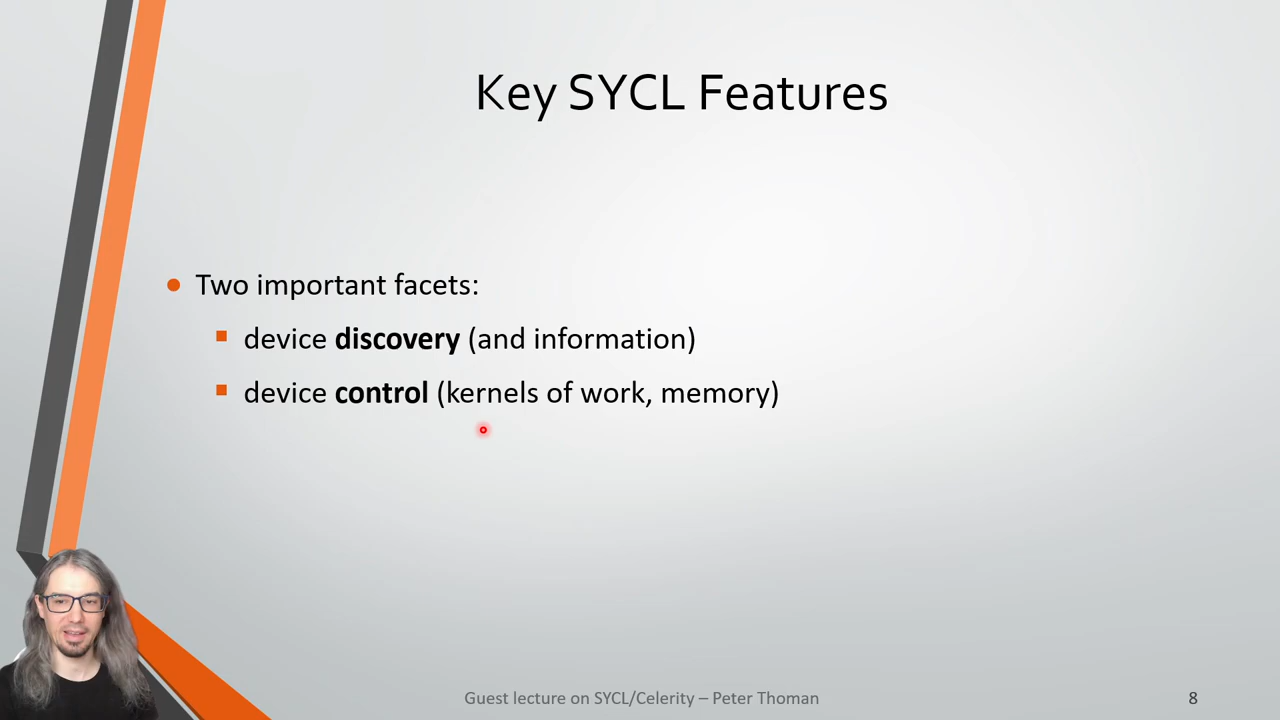 Key SYCL Features
Two important facets:
device discovery (and information)
device control (kernels of work, memory)
Guest lecture on SYCL/Celerity – Peter Thoman
8